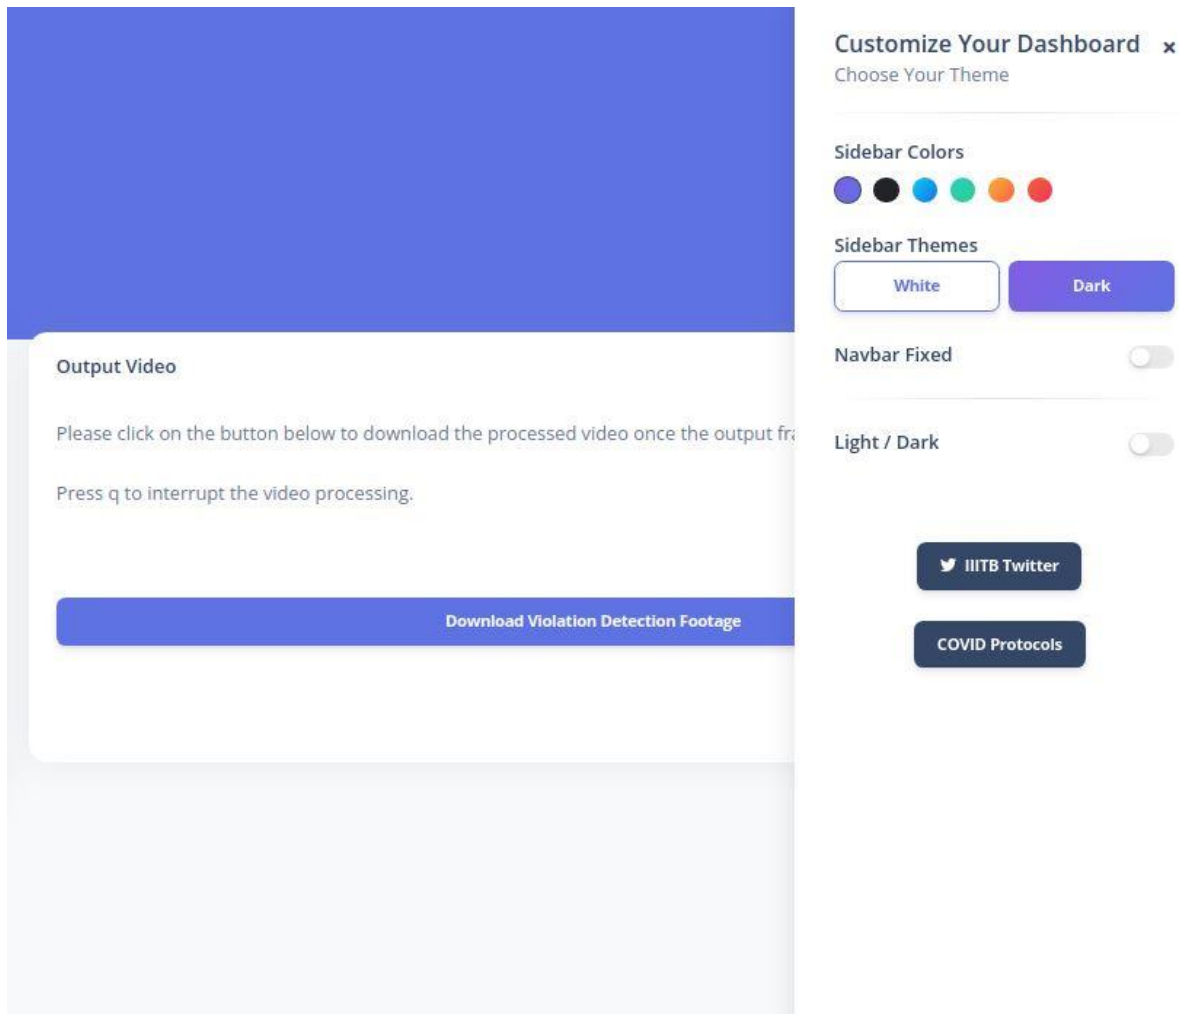 Customize Your Dashboard ×
Choose Your Theme
Sidebar Colors
Sidebar Themes
White Dark
Navbar Fixed
Light / Dark
IIITB Twitter
COVID Protocols
Output Video
Please click on the button below to download the processed video once the output
Press q to interrupt the video processing.
Download Violation Detection Footage